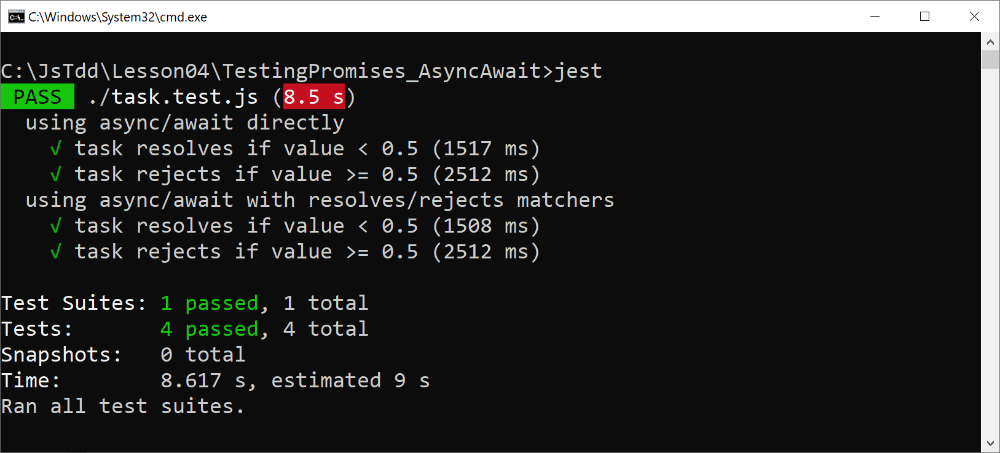 C:\Windows\System32\cmd.exe
C:\JsTdd\Lesson04\TestingPromises_AsyncAwait>jest
PASS ./task.test.js (8.5 s)
using async/await directly
√ task resolves if value < 0.5 (1517 ms)
√ task rejects if value >= 0.5 (2512 ms)
using async/await with resolves/rejects matchers
√ task resolves if value < 0.5 (1508 ms)
√ task rejects if value >= 0.5 (2512 ms)
Test Suites: 1 passed, 1 total
Tests: 4 passed, 4 total
Snapshots: 0 total
Time: 8.617 s, estimated 9 s
Ran all test suites.